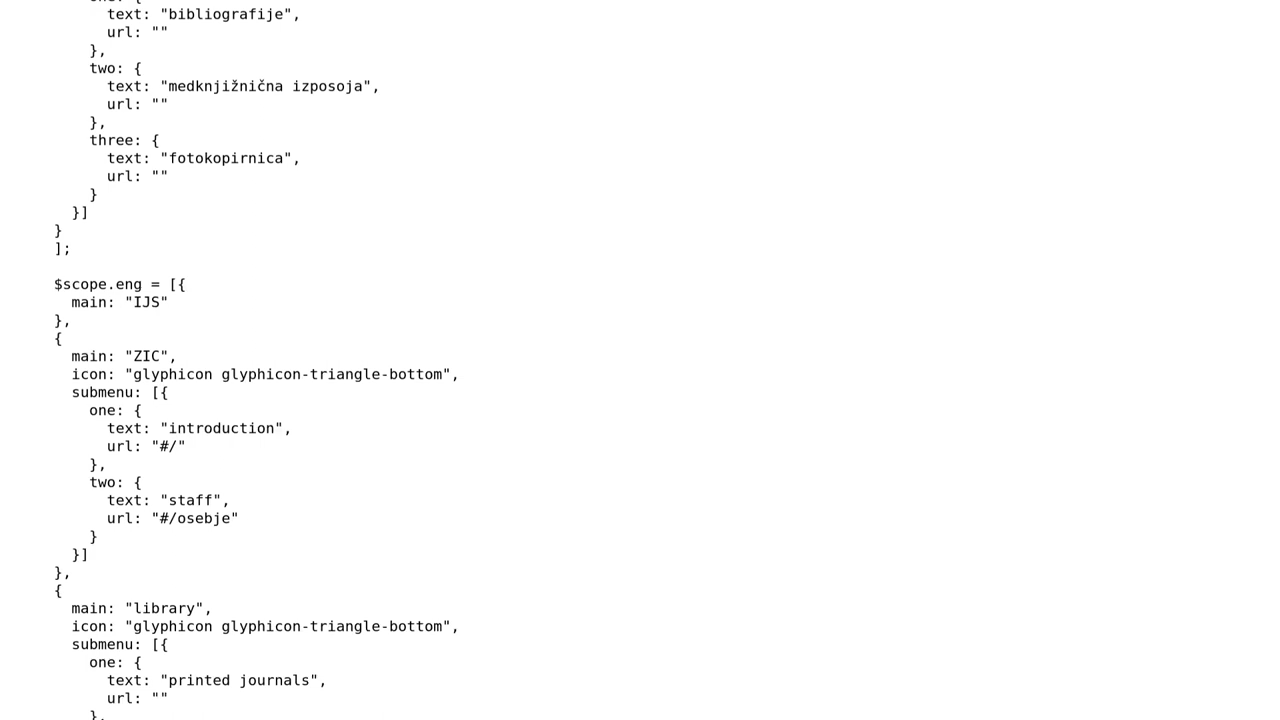 one: {
text: "bibliografije",
url: ""
},
two: {
text: "medknjižnična izposoja",
url: ""
},
three: {
text: "fotokopirnica",
url: ""
}
}]
}
];
$scope.eng = [{
main: "IJS"
},
{
main: "ZIC",
icon: "glyphicon glyphicon-triangle-bottom",
submenu: [{
one: {
text: "introduction",
url: "#/"
},
two: {
text: "staff",
url: "#/osebje"
}
}]
},
{
main: "library",
icon: "glyphicon glyphicon-triangle-bottom",
submenu: [{
one: {
text: "printed journals",
url: ""
},